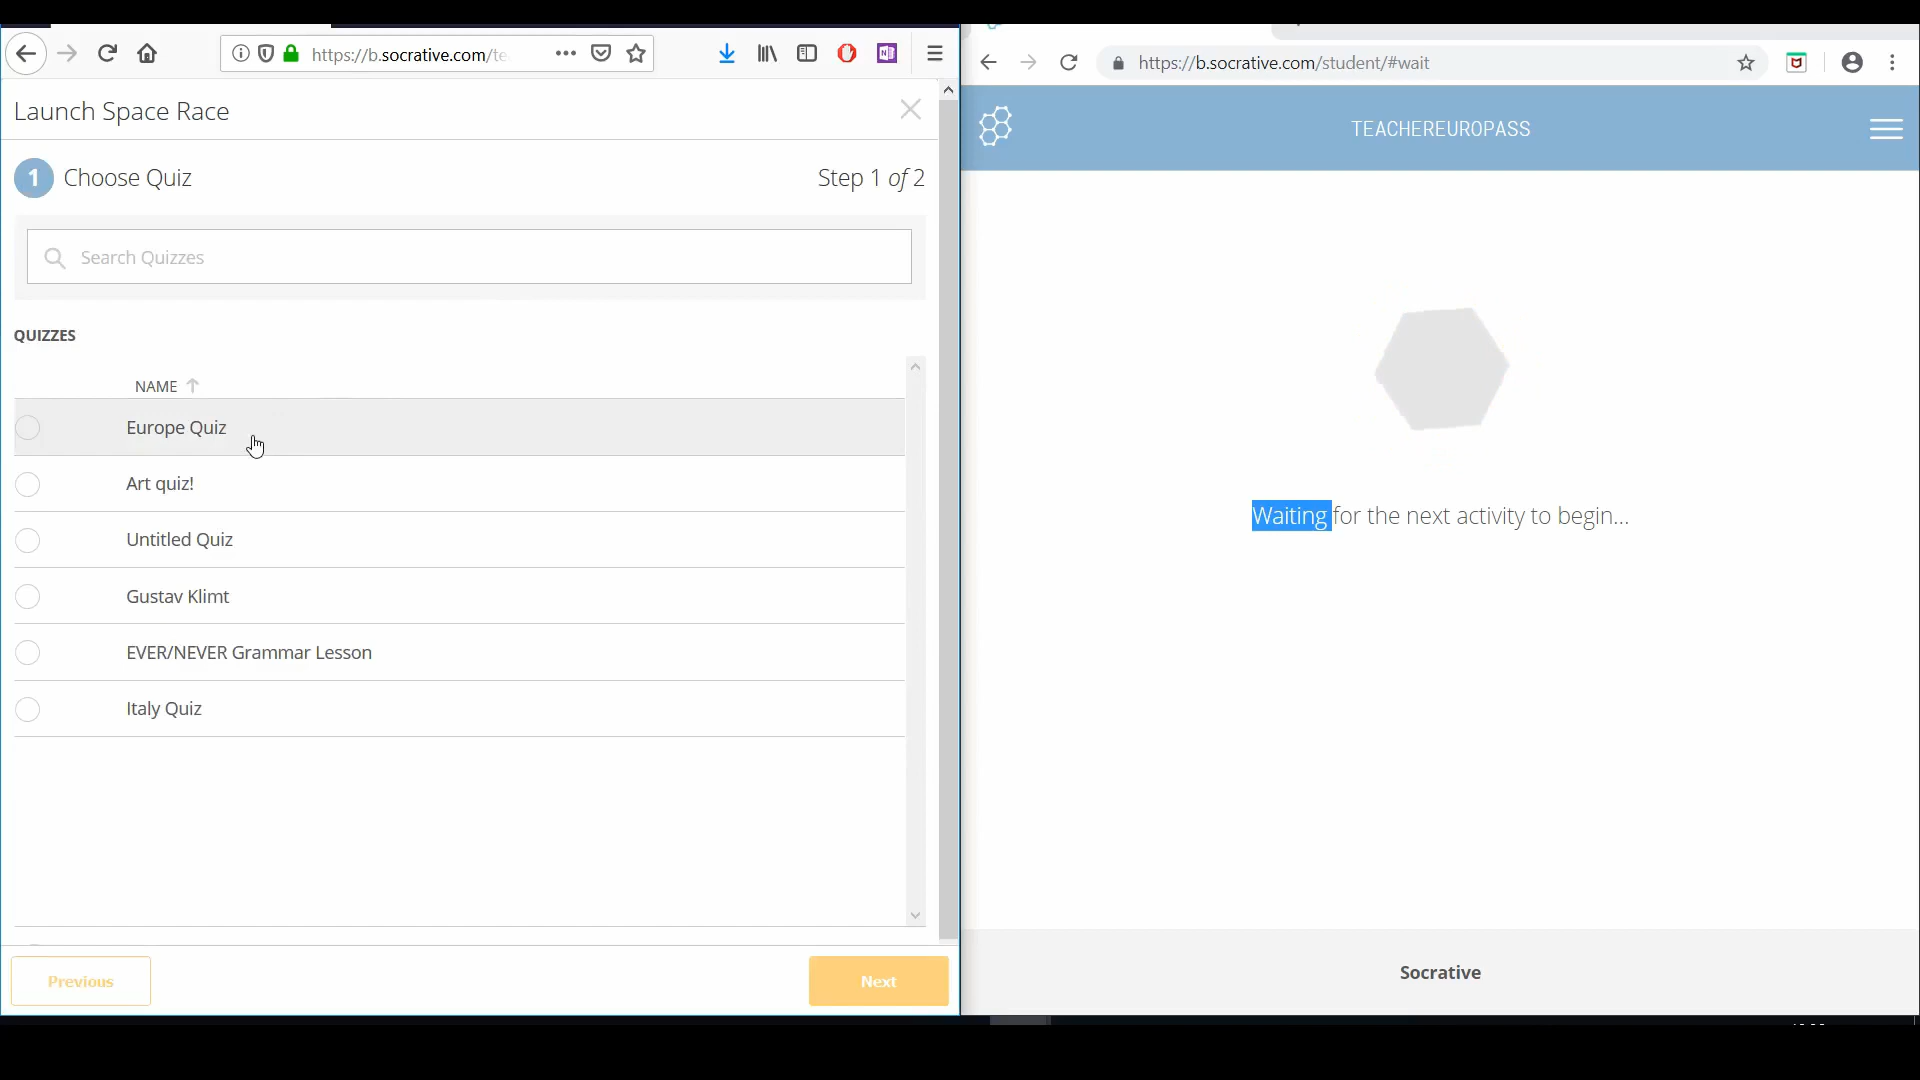 https://b.socrative.com/te
Launch Space Race
1 Choose Quiz
Step 1 of 2
Search Quizzes
QUIZZES
NAME
Europe Quiz
Art quiz!
Untitled Quiz
Gustav Klimt
EVER/NEVER Grammar Lesson
Italy Quiz
Previous
Next
https://b.socrative.com/student/#wait
TEACHEREUROPASS
Waiting for the next activity to begin...
Socrative